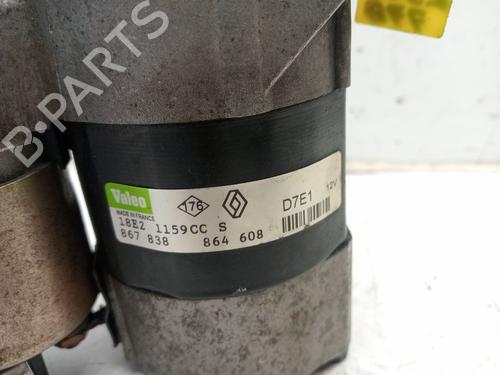 B-PARTS
Valeo
MADE IN FRANCE
176
D7E1 12V
18E2 1159CC S
867 838 864 608